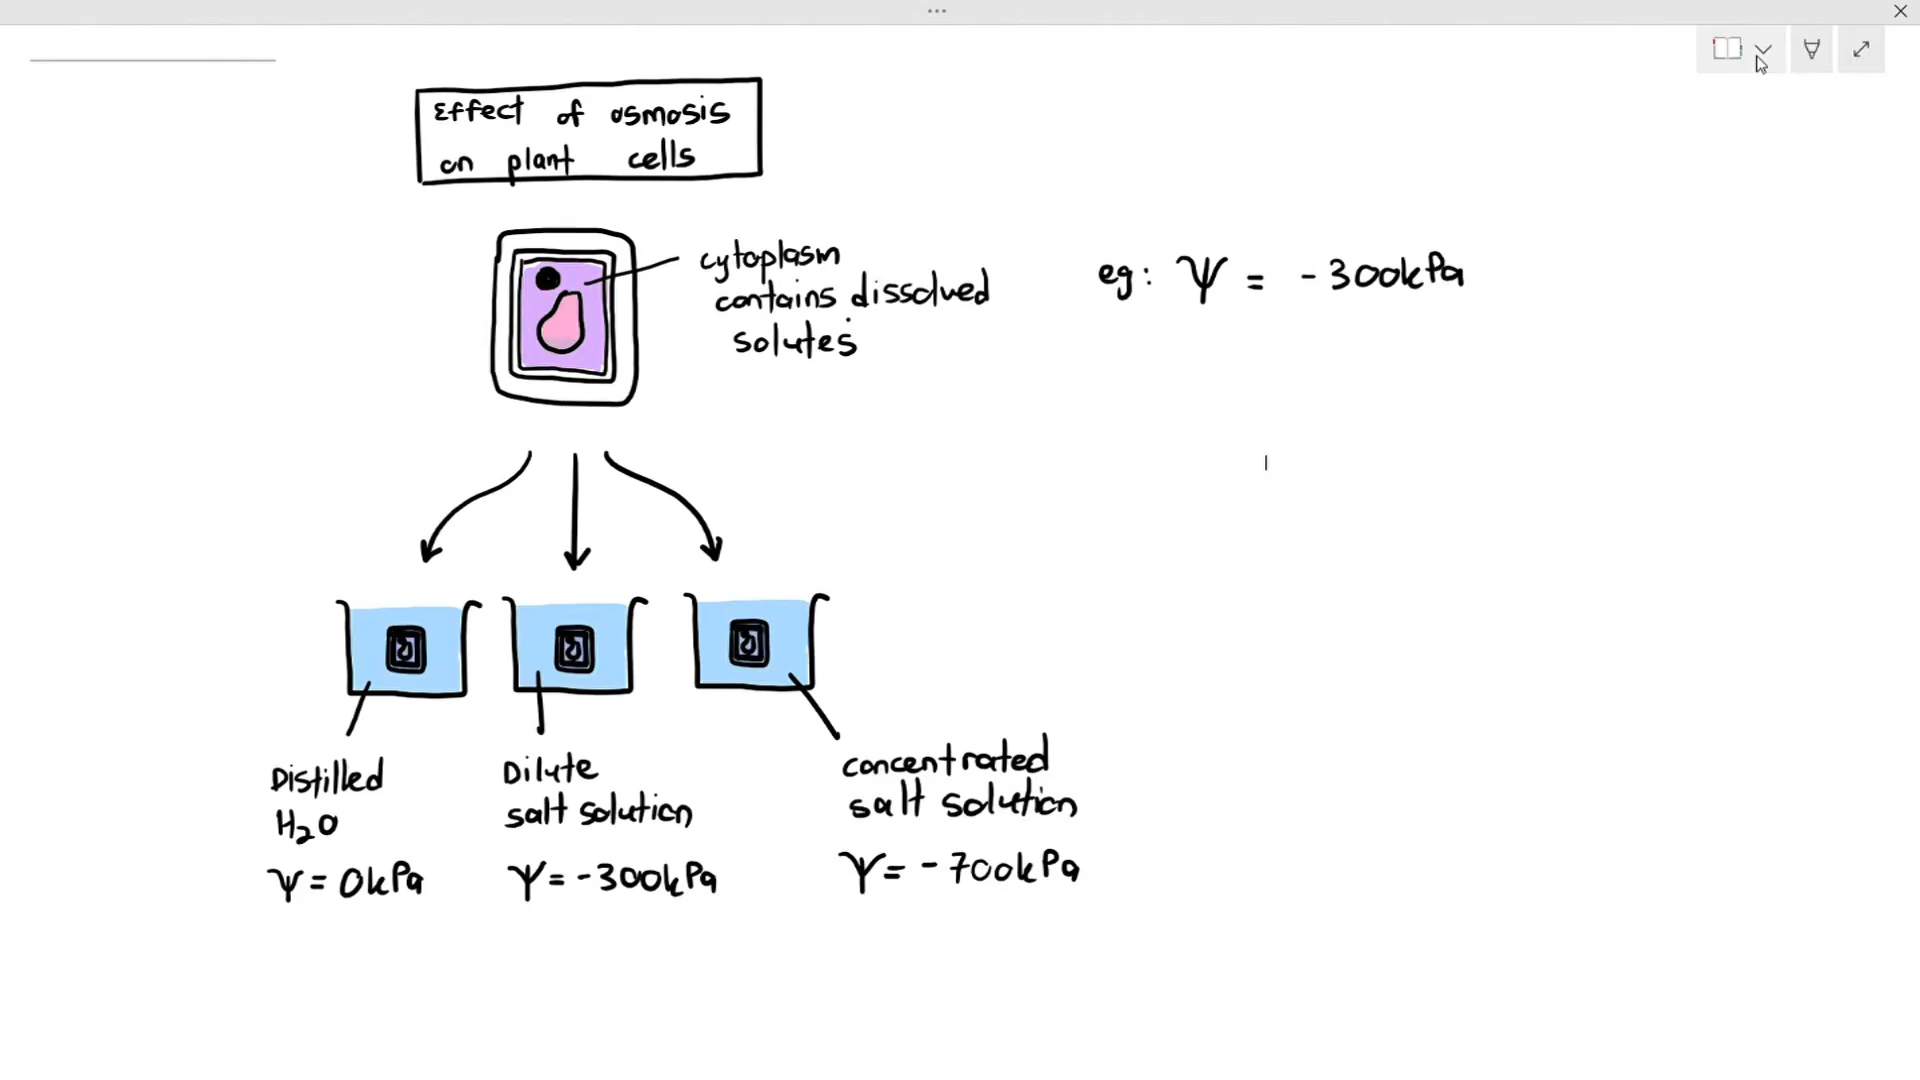 Effect of osmosis
on plant cells
cytoplasm
contains dissolved
solutes
eg: Ψ = -300kPa
Distilled
H₂O
Ψ = 0kPa
Dilute
salt solution
Ψ = -300kPa
concentrated
salt solution
Ψ = -700kPa